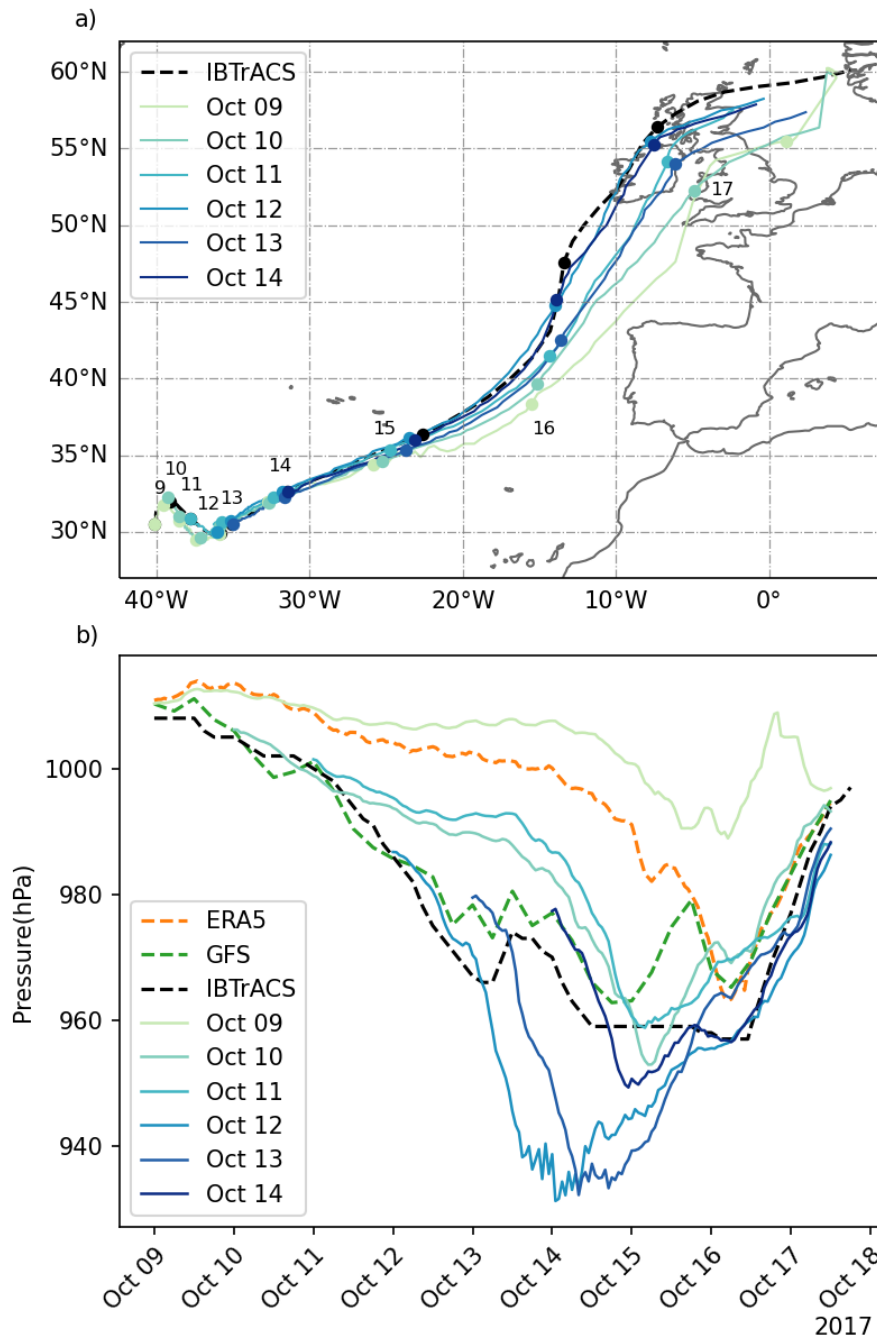 a)
60°N
55°N
50°N
45°N
40°N
35°N
30°N
IBTrACS
Oct 09
Oct 10
Oct 11
Oct 12
Oct 13
Oct 14
9
10
11
12
13
14
15
16
17
40°W
30°W
20°W
10°W
0°
b)
Pressure(hPa)
1000
980
960
940
ERA5
GFS
IBTrACS
Oct 09
Oct 10
Oct 11
Oct 12
Oct 13
Oct 14
Oct 09
Oct 10
Oct 11
Oct 12
Oct 13
Oct 14
Oct 15
Oct 16
Oct 17
Oct 18
2017